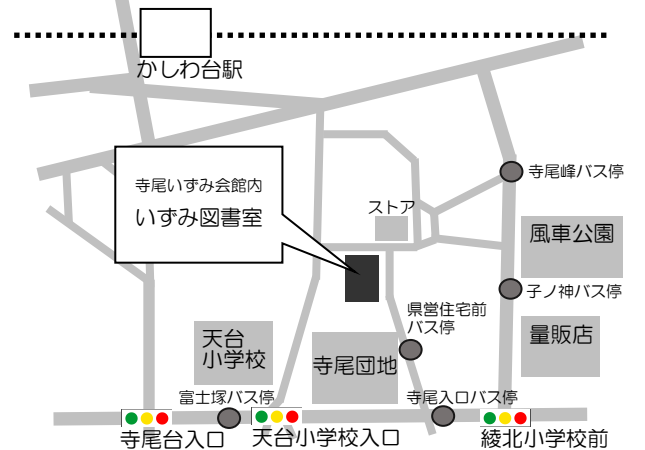 かしわ台駅
寺尾いずみ会館内
いずみ図書室
ストア
寺尾峰バス停
風車公園
子ノ神バス停
県営住宅前
バス停
量販店
天台
小学校
寺尾団地
富士塚バス停
寺尾入口バス停
寺尾台入口
天台小学校入口
綾北小学校前